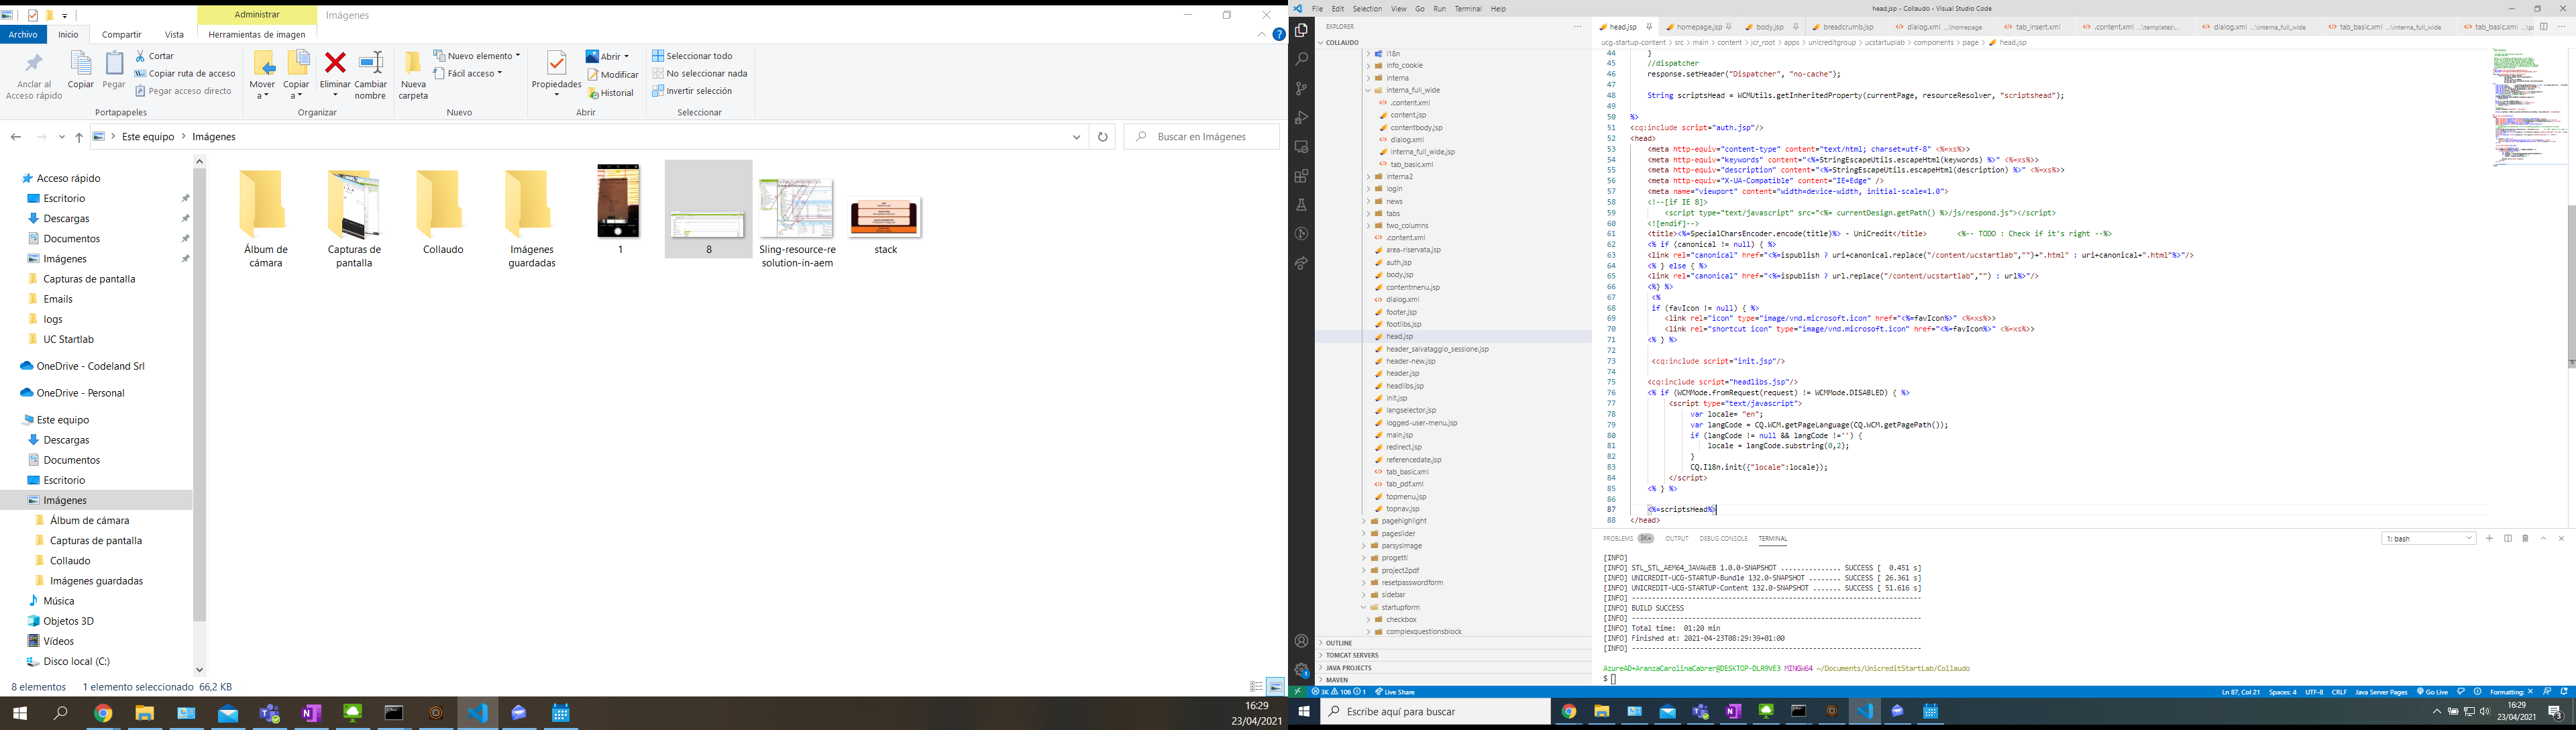 Administrar
Imágenes
Archivo
Inicio
Compartir
Vista
Herramientas de imagen
Anclar al
Acceso rápido
Copiar
Pegar
Cortar
Copiar ruta de acceso
Pegar acceso directo
Portapapeles
Mover
a
Copiar
a
Eliminar
Cambiar
nombre
Organizar
Nueva
carpeta
Nuevo elemento
Fácil acceso
Nuevo
Propiedades
Abrir
Modificar
Historial
Abrir
Seleccionar todo
No seleccionar nada
Invertir selección
Seleccionar
Este equipo
Imágenes
Buscar en Imágenes
Acceso rápido
Escritorio
Descargas
Documentos
Imágenes
Capturas de pantalla
Emails
logs
UC Startlab
OneDrive - Codeland Srl
OneDrive - Personal
Este equipo
Descargas
Documentos
Escritorio
Imágenes
Álbum de cámara
Capturas de pantalla
Collaudo
Imágenes guardadas
Música
Objetos 3D
Vídeos
Disco local (C:)
Álbum de
cámara
Capturas de
pantalla
Collaudo
Imágenes
guardadas
1
8
Sling-resource-re
solution-in-aem
stack
8 elementos
1 elemento seleccionado 66,2 KB
16:29
23/04/2021
File Edit Selection View Go Run Terminal Help
head.jsp - Collaudo - Visual Studio Code
EXPLORER
COLLAUDO
i18n
info_cookie
interna
interna_full_wide
.content.xml
content.jsp
contentbody.jsp
dialog.xml
interna_full_wide.jsp
tab_basic.xml
interna2
login
news
tabs
two_columns
.content.xml
area-riservata.jsp
auth.jsp
body.jsp
contentmenu.jsp
dialog.xml
footer.jsp
footlibs.jsp
head.jsp
header_salvataggio_sessione.jsp
header-new.jsp
header.jsp
headlibs.jsp
init.jsp
langselector.jsp
logged-user-menu.jsp
main.jsp
redirect.jsp
referencedate.jsp
tab_basic.xml
tab_pdf.xml
topmenu.jsp
topnav.jsp
pagehighlight
pageslider
parsysimage
progetti
project2pdf
resetpasswordform
sidebar
startupform
checkbox
complexquestionsblock
OUTLINE
TOMCAT SERVERS
JAVA PROJECTS
MAVEN
head.jsp
homepage.jsp
body.jsp
breadcrumb.jsp
dialog.xml ...\homepage
tab_insert.xml
.content.xml ...\templates\...
dialog.xml ...\interna_full_wide
tab_basic.xml ...\interna_full_wide
tab_basic.xml
ucg-startup-content > src > main > content > jcr_root > apps > unicreditgroup > ucstartuplab > components > page > head.jsp
44 }
45 //dispatcher
46 response.setHeader("Dispatcher", "no-cache");
47
48 String scriptsHead = WCMUtils.getInheritedProperty(currentPage, resourceResolver, "scriptshead");
49
50 %>
51 <cq:include script="auth.jsp"/>
52 <head>
53 <meta http-equiv="content-type" content="text/html; charset=utf-8" <%=xs%>>
54 <meta http-equiv="keywords" content="<%=StringEscapeUtils.escapeHtml(keywords) %>" <%=xs%>>
55 <meta http-equiv="description" content="<%=StringEscapeUtils.escapeHtml(description) %>" <%=xs%>>
56 <meta http-equiv="X-UA-Compatible" content="IE=Edge" />
57 <meta name="viewport" content="width=device-width, initial-scale=1.0">
58 <!--[if IE 8]>
59 <script type="text/javascript" src="<%= currentDesign.getPath() %>/js/respond.js"></script>
60 <![endif]-->
61 <title><%=SpecialCharsEncoder.encode(title)%> - UniCredit</title> <%-- TODO : Check if it's right --%>
62 <% if (canonical != null) { %>
63 <link rel="canonical" href="<%=ispublish ? uri+canonical.replace("/content/ucstartlab","")+".html" : uri+canonical+".html"%>"/>
64 <% } else { %>
65 <link rel="canonical" href="<%=ispublish ? url.replace("/content/ucstartlab","") : url%>"/>
66 <%} %>
67 <%
68 if (favIcon != null) { %>
69 <link rel="icon" type="image/vnd.microsoft.icon" href="<%=favIcon%>" <%=xs%>>
70 <link rel="shortcut icon" type="image/vnd.microsoft.icon" href="<%=favIcon%>" <%=xs%>>
71 <% } %>
72
73 <cq:include script="init.jsp"/>
74
75 <cq:include script="headlibs.jsp"/>
76 <% if (WCMMode.fromRequest(request) != WCMMode.DISABLED) { %>
77 <script type="text/javascript">
78 var locale= "en";
79 var langCode = CQ.WCM.getPageLanguage(CQ.WCM.getPagePath());
80 if (langCode != null && langCode !='') {
81 locale = langCode.substring(0,2);
82 }
83 CQ.I18n.init({"locale":locale});
84 </script>
85 <% } %>
86
87 <%=scriptsHead%>
88 </head>
PROBLEMS 3K+ OUTPUT DEBUG CONSOLE TERMINAL
1: bash
[INFO]
[INFO] STL_STL_AEM64_JAVAWEB 1.0.0-SNAPSHOT ............... SUCCESS [ 0.451 s]
[INFO] UNICREDIT-UCG-STARTUP-Bundle 132.0-SNAPSHOT ........ SUCCESS [ 26.361 s]
[INFO] UNICREDIT-UCG-STARTUP-Content 132.0-SNAPSHOT ....... SUCCESS [ 51.616 s]
[INFO] ------------------------------------------------------------------------
[INFO] BUILD SUCCESS
[INFO] ------------------------------------------------------------------------
[INFO] Total time: 01:20 min
[INFO] Finished at: 2021-04-23T08:29:39+01:00
[INFO] ------------------------------------------------------------------------
AzureAD+AranzaCarolinaCabrer@DESKTOP-DLR9VE3 MINGW64 ~/Documents/UnicreditStartLab/Collaudo
$
3K 106 1 Live Share
Ln 87, Col 21 Spaces: 4 UTF-8 CRLF Java Server Pages Go Live Formatting: ✕
Escribe aquí para buscar
16:29
23/04/2021
3